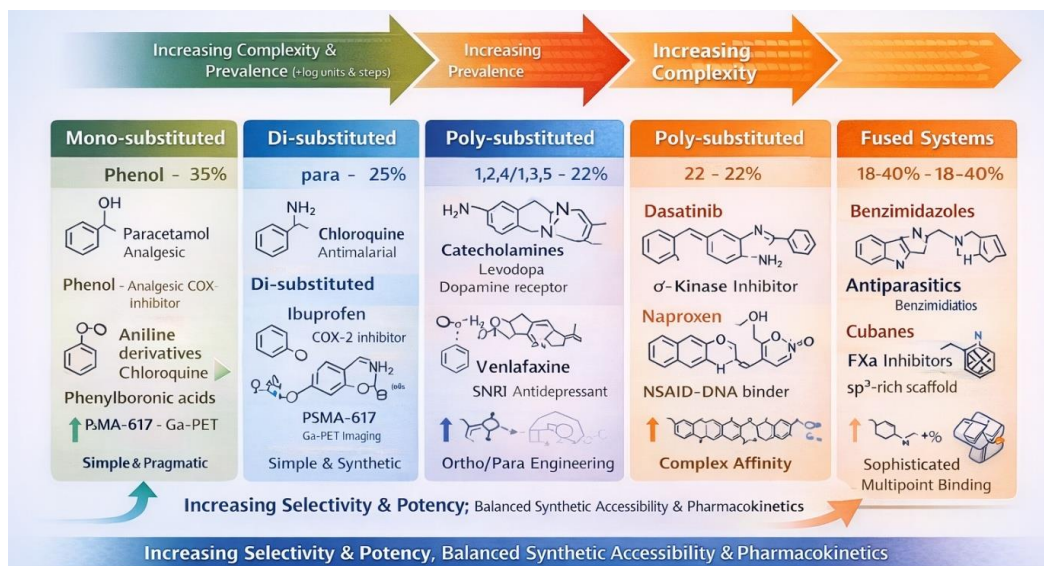 Increasing Complexity &
Prevalence (+log units & steps)
Increasing
Prevalence
Increasing
Complexity
Mono-substituted
Phenol - 35%
OH
Paracetamol
Analgesic
Phenol - Analgesic COX-
inhibitor
Aniline
derivatives
Chloroquine
Phenylboronic acids
PsMA-617 - Ga-PET
Simple & Pragmatic
Di-substituted
para - 25%
NH2
Chloroquine
Antimalarial
Di-substituted
Ibuprofen
COX-2 inhibitor
NH2
PSMA-617
Ga-PET Imaging
Simple & Synthetic
Poly-substituted
1,2,4/1,3,5 - 22%
H2N
N
Catecholamines
Levodopa
Dopamine receptor
Venlafaxine
SNRI Antidepressant
Ortho/Para Engineering
Poly-substituted
22 - 22%
Dasatinib
NH2
σ-Kinase Inhibitor
Naproxen
OH
NSAID-DNA binder
Complex Affinity
Fused Systems
18-40% - 18-40%
Benzimidazoles
Antiparasitics
Benzimidiatios
Cubanes
N
FXa Inhibitors
sp³-rich scaffold
+%
Sophisticated
Multipoint Binding
Increasing Selectivity & Potency; Balanced Synthetic Accessibility & Pharmacokinetics
Increasing Selectivity & Potency, Balanced Synthetic Accessibility & Pharmacokinetics